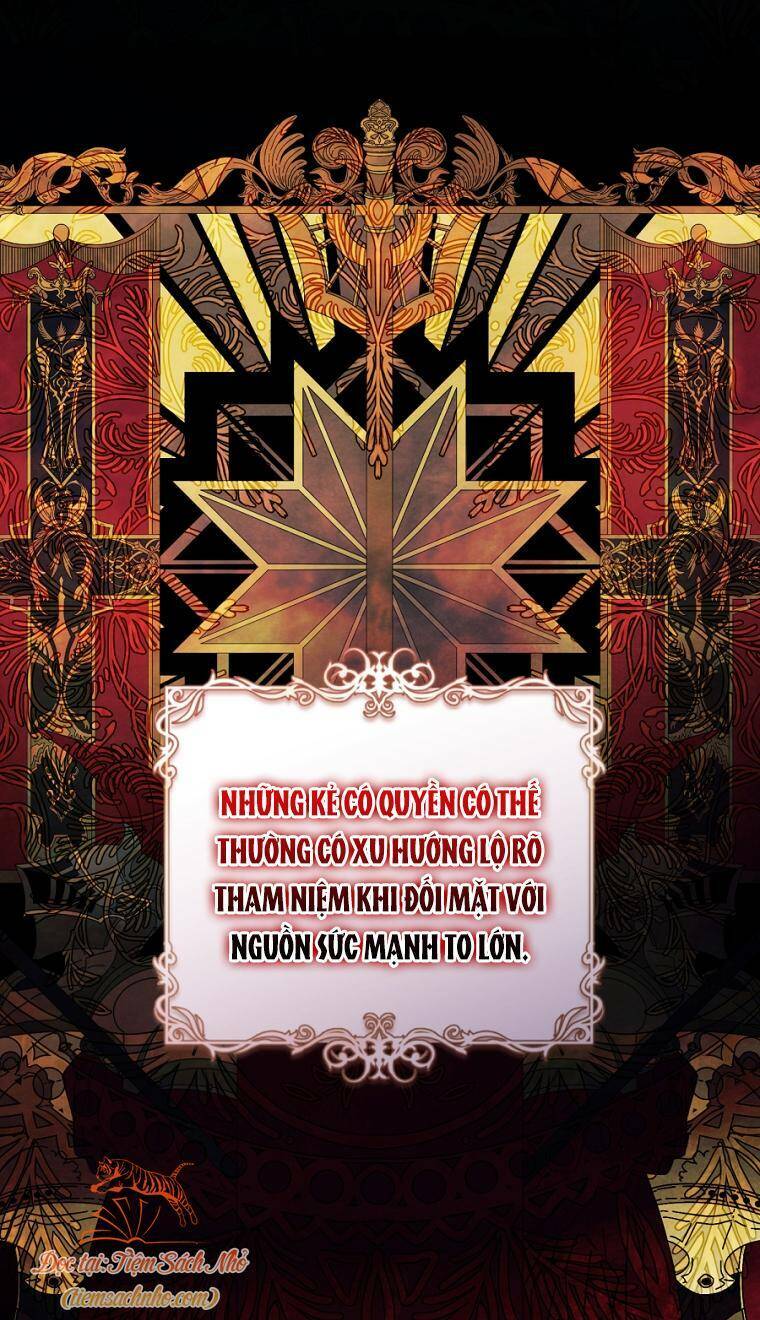 NHỮNG KẺ CÓ QUYỀN CÓ THẾ
THƯỜNG CÓ XU HƯỚNG LỘ RÕ
THAM NIỆM KHI ĐỐI MẶT VỚI
NGUỒN SỨC MẠNH TO LỚN.
Đọc tại: Tiệm Sách Nhỏ
(tiemsachnho.com)